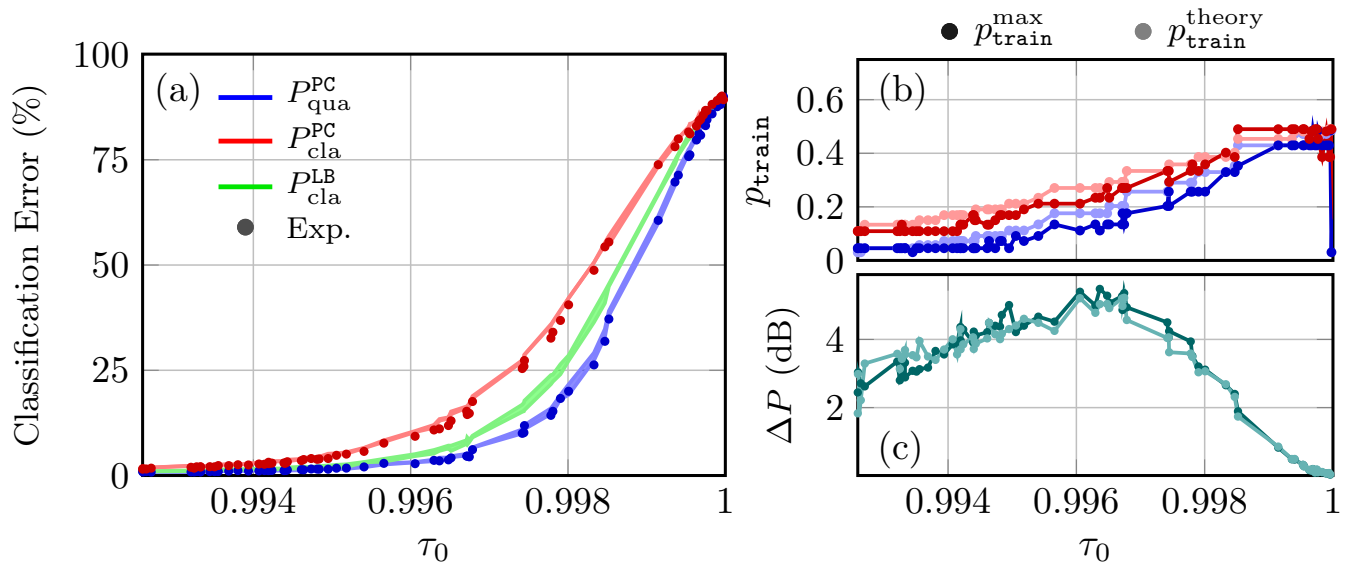 Classification Error (%)
100
75
50
25
0
(a)
P_qua^PC
P_cla^PC
P_cla^LB
Exp.
0.994 0.996 0.998 1
τ₀
p_train^max p_train^theory
p_train
0.6
0.4
0.2
0
(b)
ΔP (dB)
4
2
(c)
0.994 0.996 0.998 1
τ₀